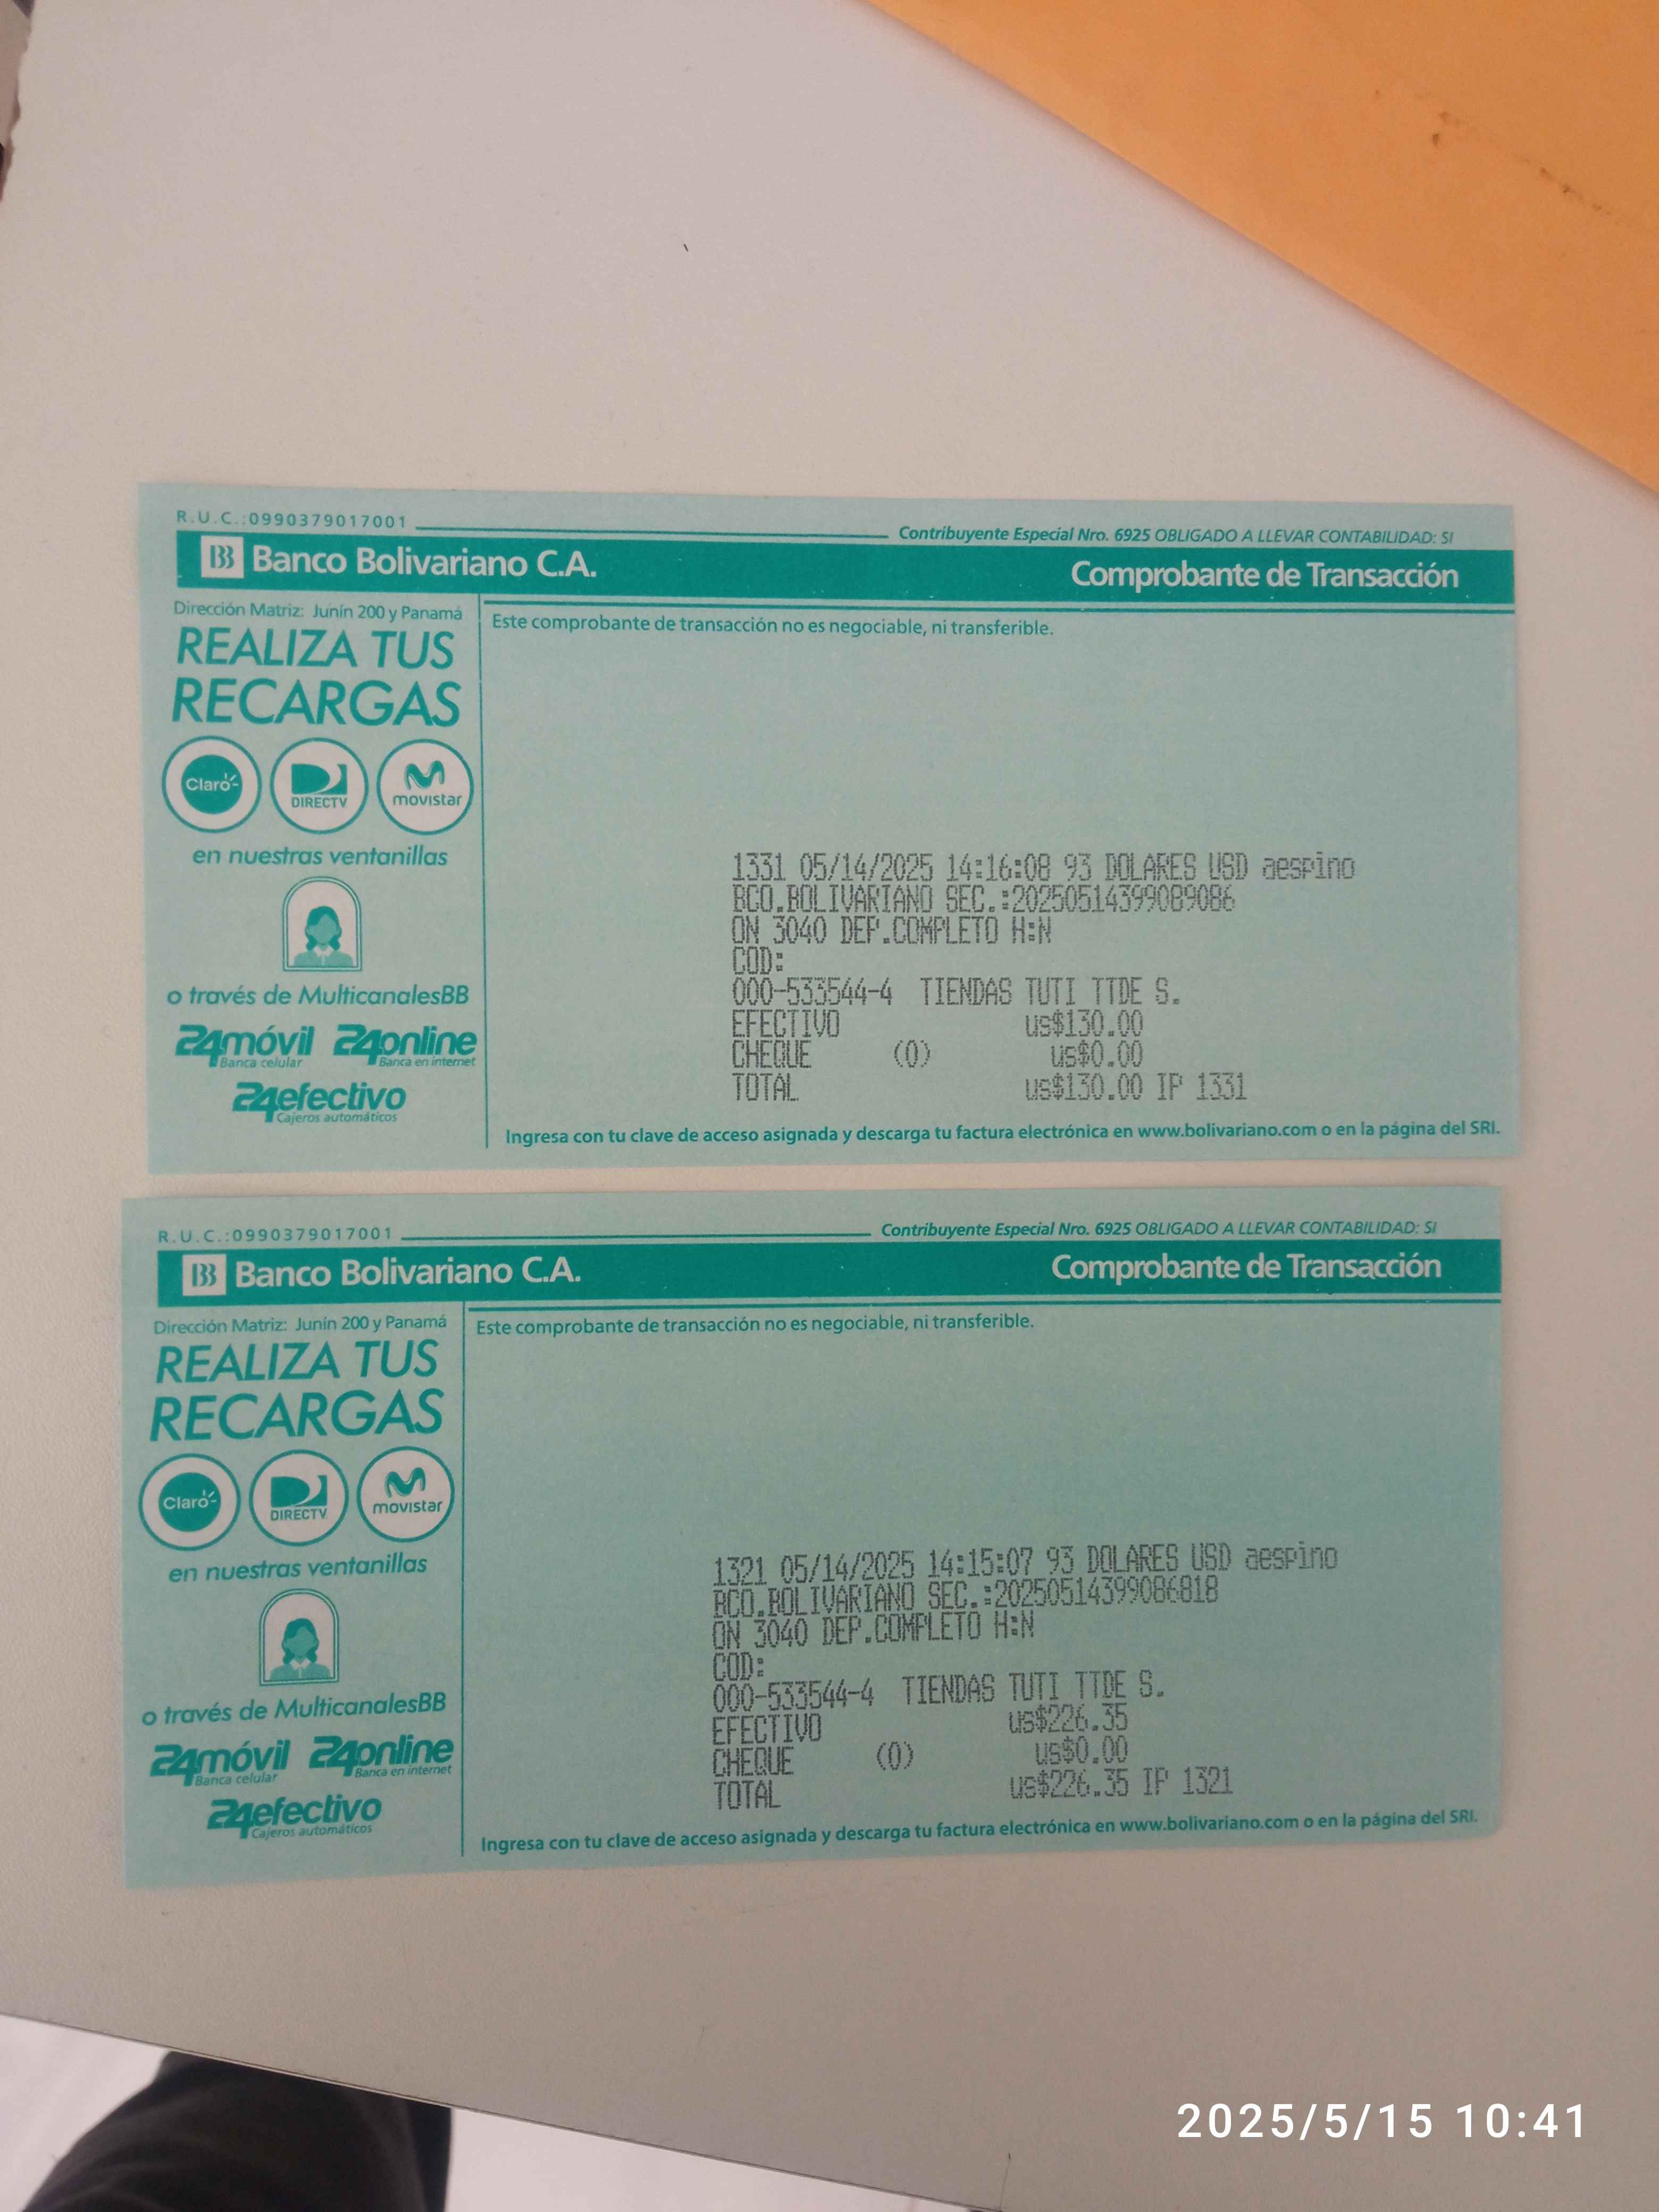 R.U.C.:0990379017001
Contribuyente Especial Nro. 6925 OBLIGADO A LLEVAR CONTABILIDAD: SI
Banco Bolivariano C.A.
Comprobante de Transacción
Dirección Matriz: Junín 200 y Panamá
Este comprobante de transacción no es negociable, ni transferible.
REALIZA TUS
RECARGAS
Claro
DIRECTV
movistar
en nuestras ventanillas
o través de MulticanalesBB
24móvil 24online
Banca celular Banca en internet
24efectivo
Cajeros automáticos
1331 05/14/2025 14:16:08 93 DOLARES USD aespino
BCO.BOLIVARIANO SEC.:20250514399089086
ON 3040 DEP.COMPLETO H:N
COD:
000-533544-4 TIENDAS TUTI TTDE S.
EFECTIVO us$130.00
CHEQUE (0) us$0.00
TOTAL us$130.00 IP 1331
Ingresa con tu clave de acceso asignada y descarga tu factura electrónica en www.bolivariano.com o en la página del SRI.
R.U.C.:0990379017001
Contribuyente Especial Nro. 6925 OBLIGADO A LLEVAR CONTABILIDAD: SI
Banco Bolivariano C.A.
Comprobante de Transacción
Dirección Matriz: Junín 200 y Panamá
Este comprobante de transacción no es negociable, ni transferible.
REALIZA TUS
RECARGAS
Claro
DIRECTV
movistar
en nuestras ventanillas
o través de MulticanalesBB
24móvil 24online
Banca celular Banca en internet
24efectivo
Cajeros automáticos
1321 05/14/2025 14:15:07 93 DOLARES USD aespino
BCO.BOLIVARIANO SEC.:20250514399086818
ON 3040 DEP.COMPLETO H:N
COD:
000-533544-4 TIENDAS TUTI TTDE S.
EFECTIVO us$226.35
CHEQUE (0) us$0.00
TOTAL us$226.35 IP 1321
Ingresa con tu clave de acceso asignada y descarga tu factura electrónica en www.bolivariano.com o en la página del SRI.
2025/5/15 10:41